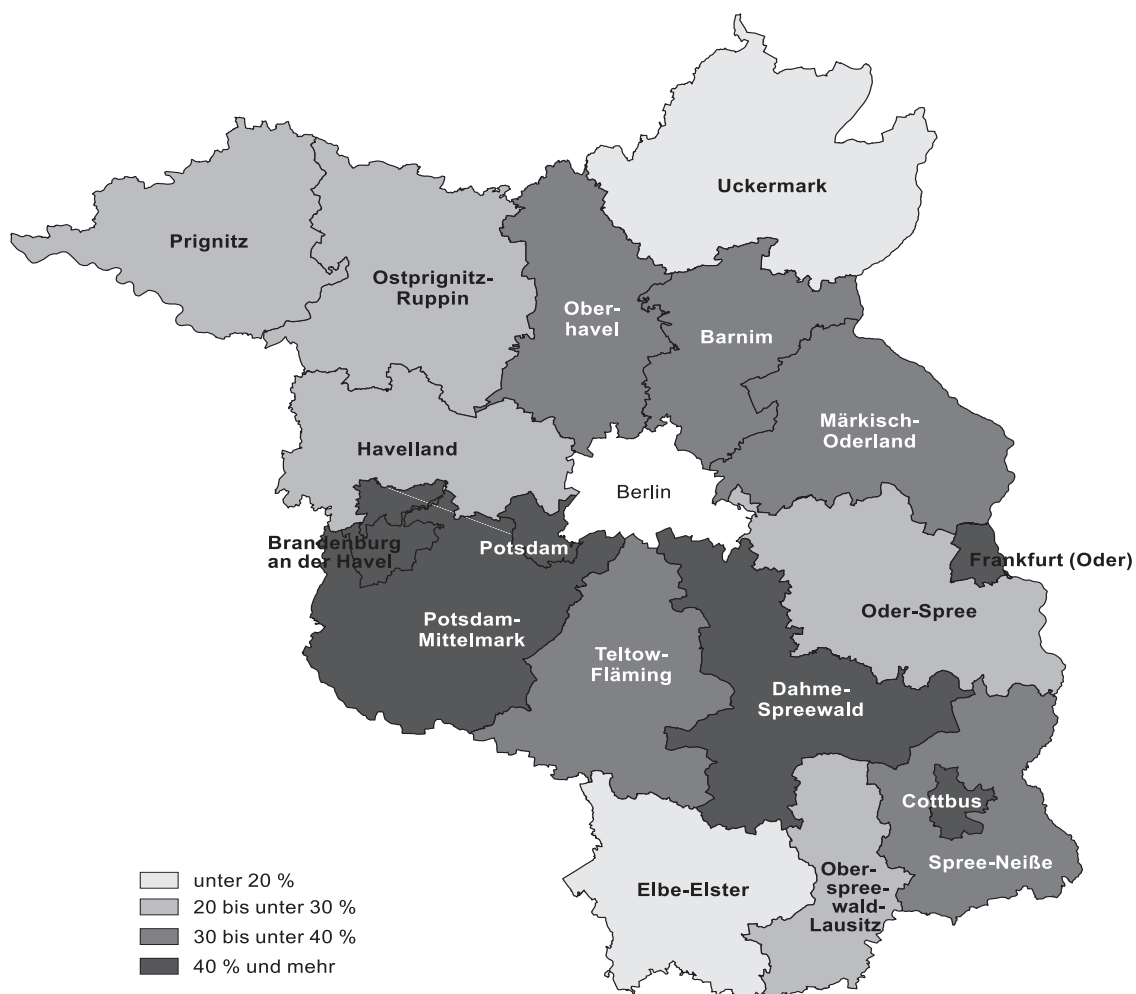 Uckermark
Prignitz
Ostprignitz-
Ruppin
Ober-
havel
Barnim
Märkisch-
Oderland
Havelland
Berlin
Brandenburg
an der Havel
Potsdam
Frankfurt (Oder)
Oder-Spree
Potsdam-
Mittelmark
Teltow-
Fläming
Dahme-
Spreewald
Cottbus
Spree-Neiße
Elbe-Elster
Ober-
spree-
wald-
Lausitz
unter 20 %
20 bis unter 30 %
30 bis unter 40 %
40 % und mehr